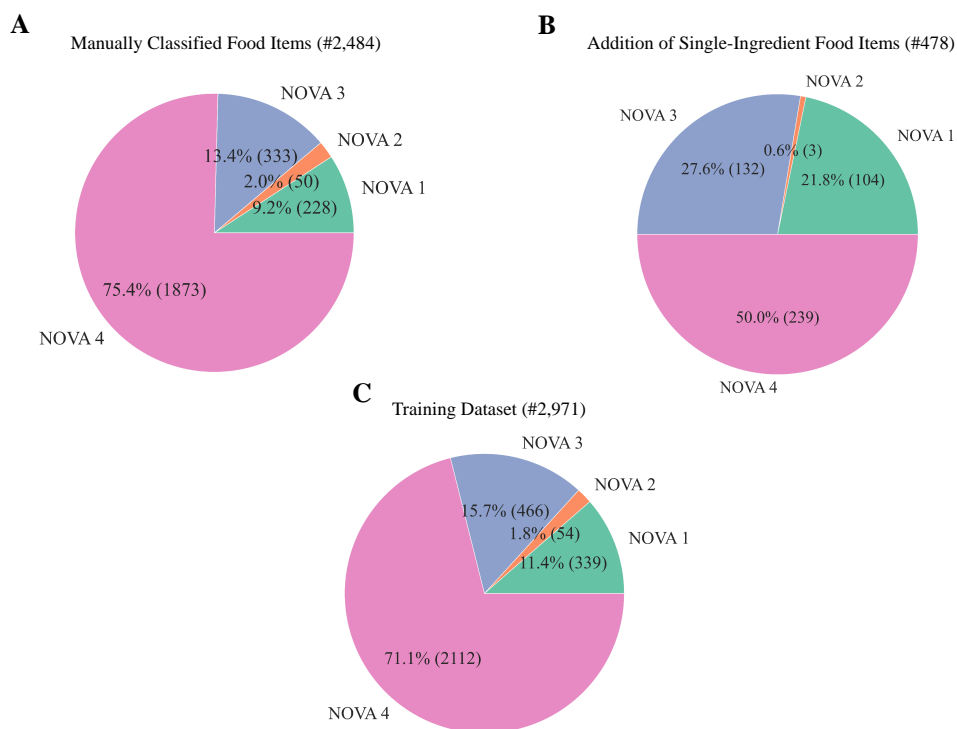 A
Manually Classified Food Items (#2,484)
NOVA 3
NOVA 2
NOVA 1
13.4% (333)
2.0% (50)
9.2% (228)
75.4% (1873)
NOVA 4
B
Addition of Single-Ingredient Food Items (#478)
NOVA 2
NOVA 3
NOVA 1
0.6% (3)
27.6% (132)
21.8% (104)
50.0% (239)
NOVA 4
C
Training Dataset (#2,971)
NOVA 3
NOVA 2
NOVA 1
15.7% (466)
1.8% (54)
11.4% (339)
71.1% (2112)
NOVA 4